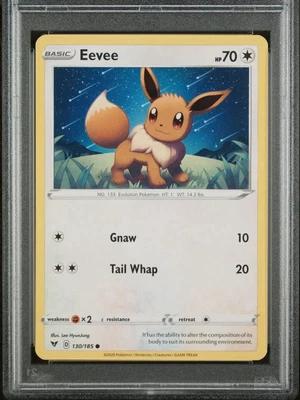 BASIC Eevee HP 70
NO. 133 Evolution Pokémon HT: 1' WT: 14.3 lbs.
Gnaw 10
Tail Whap 20
weakness ×2 resistance retreat
Illus. Lee HyunJung
D 130/185
It has the ability to alter the composition of its
body to suit its surrounding environment.
©2020 Pokémon / Nintendo / Creatures / GAME FREAK